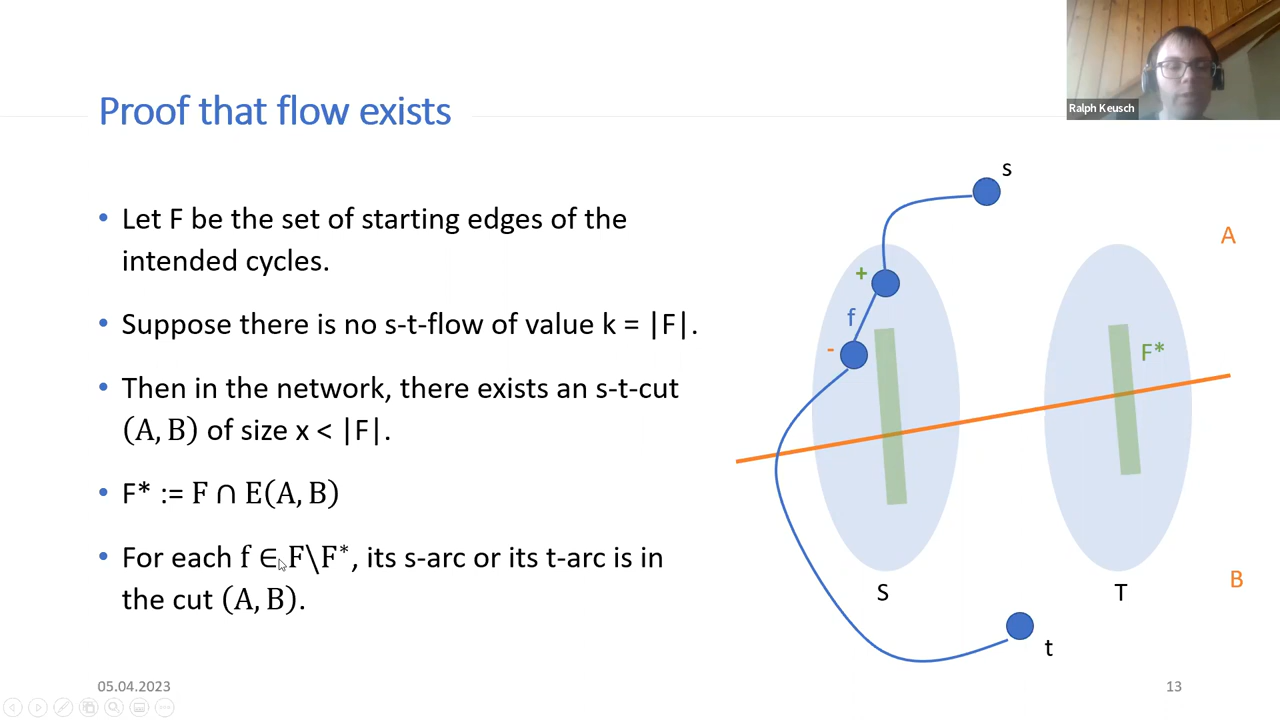 Ralph Keusch
Proof that flow exists
• Let F be the set of starting edges of the
intended cycles.
• Suppose there is no s-t-flow of value k = |F|.
• Then in the network, there exists an s-t-cut
(A, B) of size x < |F|.
• F* := F ∩ E(A, B)
• For each f ∈ F\F*, its s-arc or its t-arc is in
the cut (A, B).
s
A
+
f
-
F*
B
S
T
t
05.04.2023
13